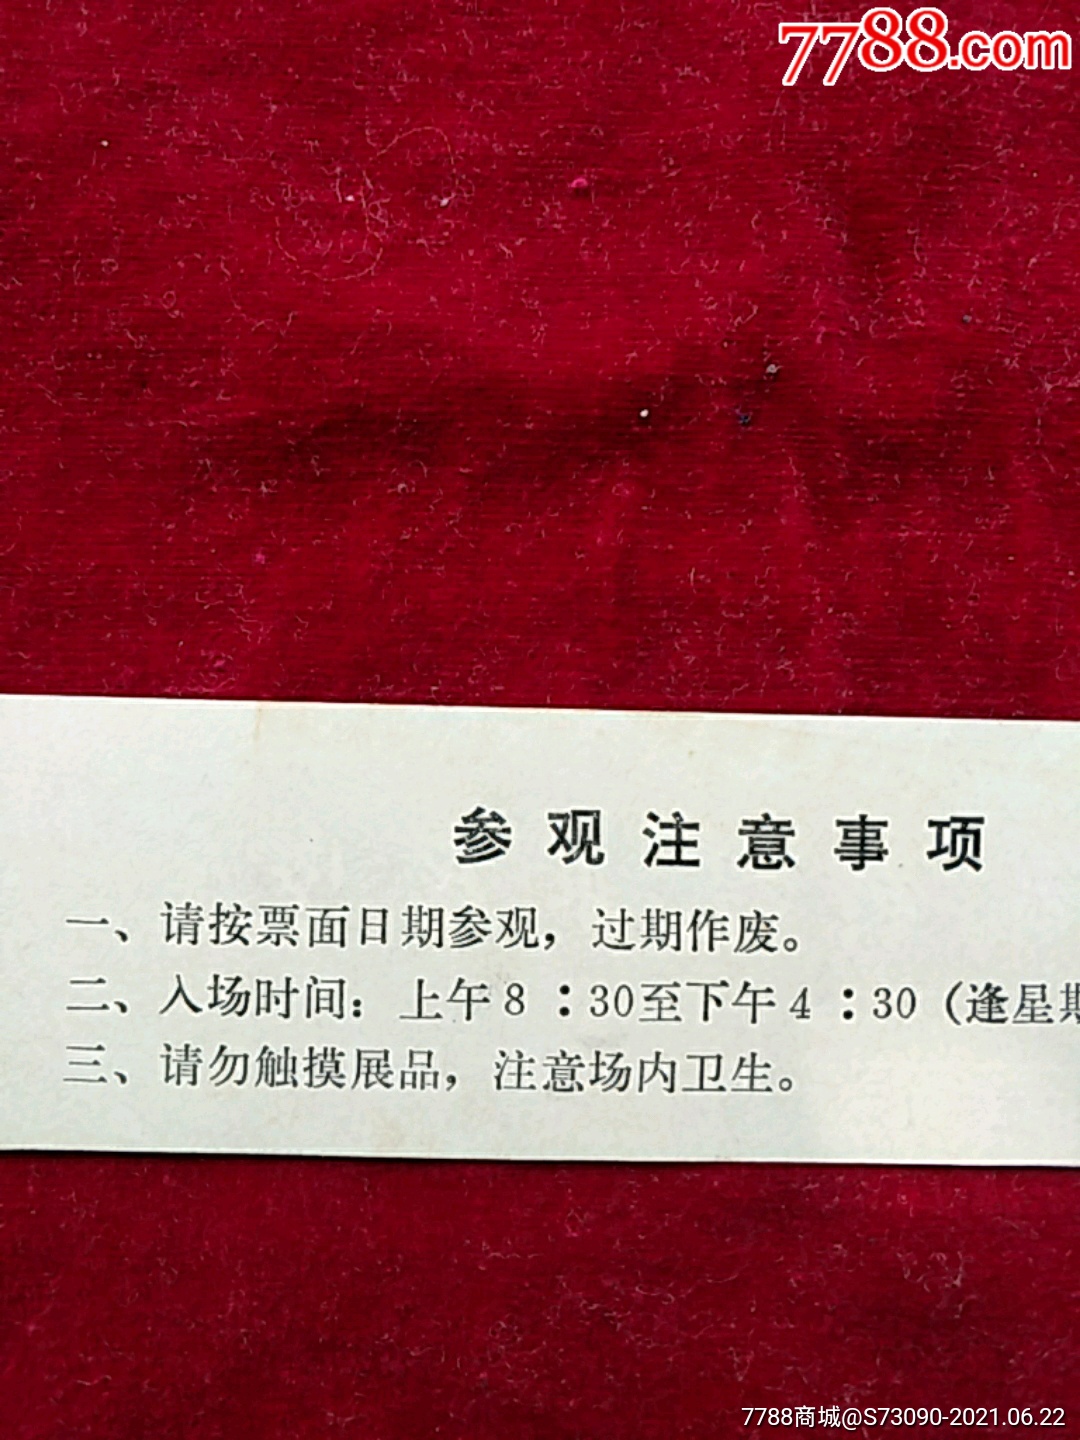 7788.com
参观注意事项
一、请按票面日期参观，过期作废。
二、入场时间：上午8：30至下午4：30（逢星期
三、请勿触摸展品，注意场内卫生。
7788商城@S73090-2021.06.22